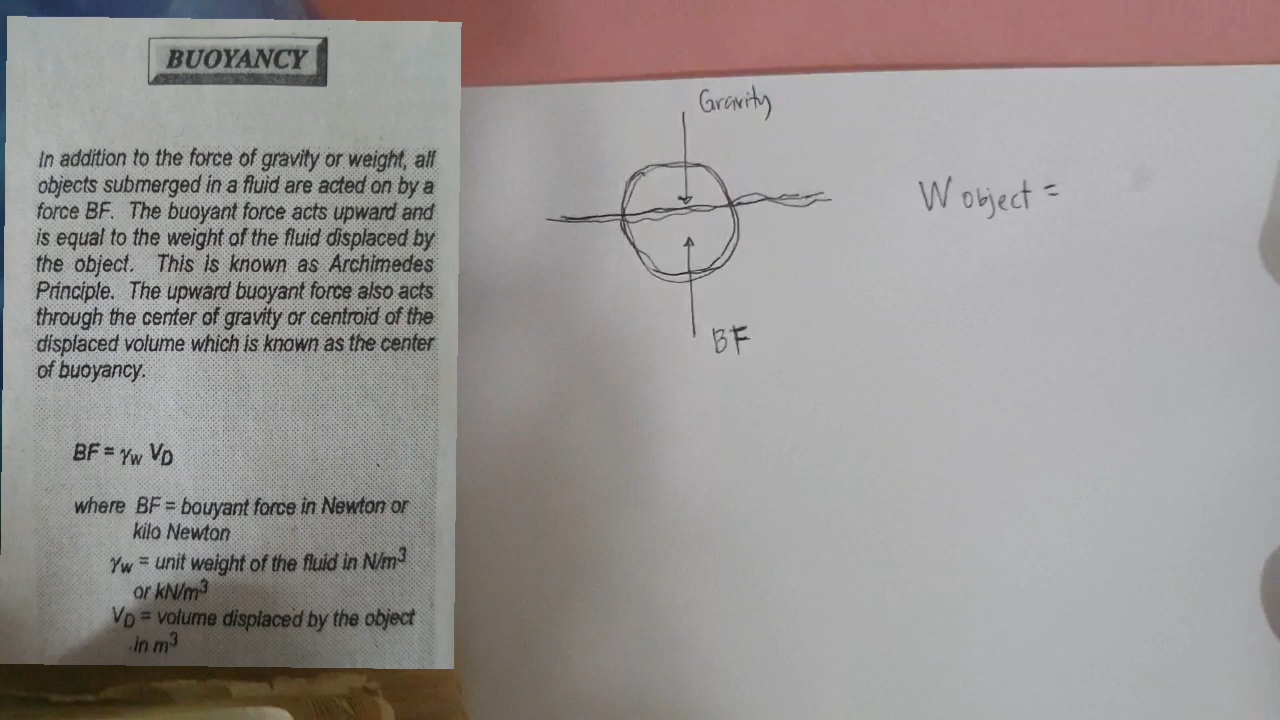 BUOYANCY
In addition to the force of gravity or weight, all
objects submerged in a fluid are acted on by a
force BF. The buoyant force acts upward and
is equal to the weight of the fluid displaced by
the object. This is known as Archimedes
Principle. The upward buoyant force also acts
through the center of gravity or centroid of the
displaced volume which is known as the center
of buoyancy.
BF = γw VD
where BF = bouyant force in Newton or
kilo Newton
γw = unit weight of the fluid in N/m³
or kN/m³
VD = volume displaced by the object
in m³
Gravity
BF
W object =